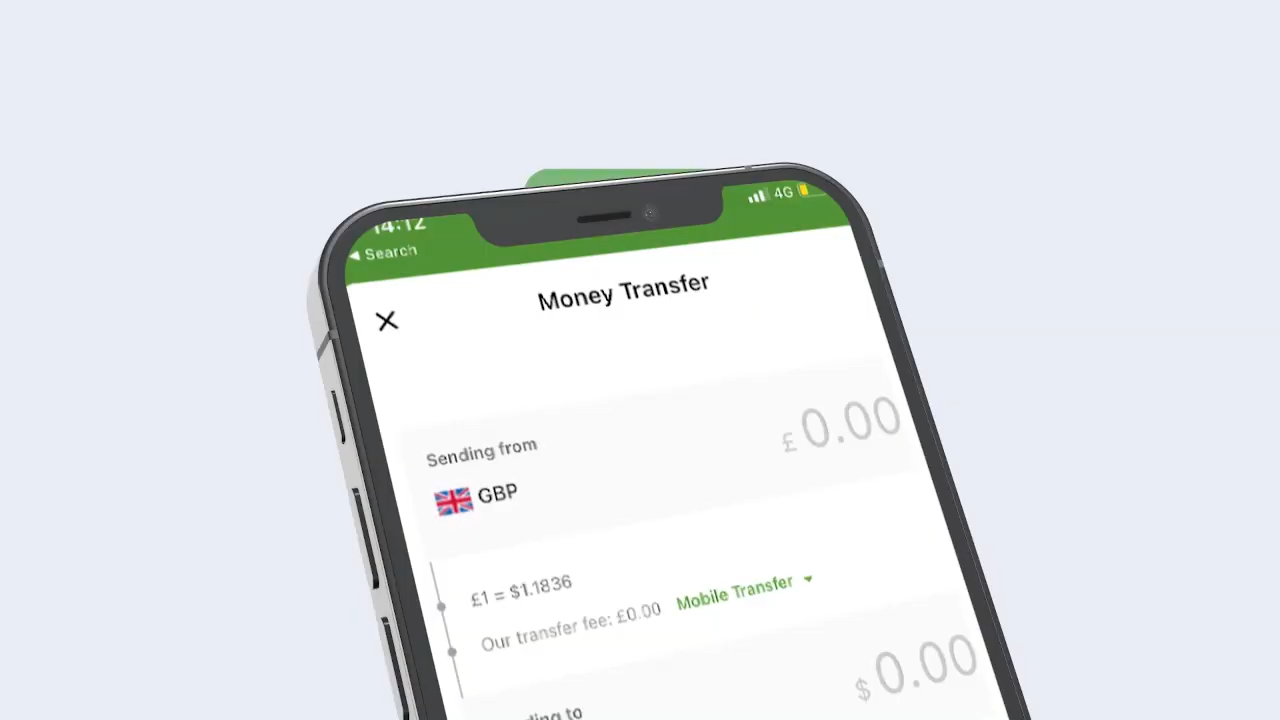 14:12
4G
◀ Search
Money Transfer
Sending from
£ 0.00
GBP
£1 = $1.1836
Our transfer fee: £0.00 Mobile Transfer
$ 0.00
to